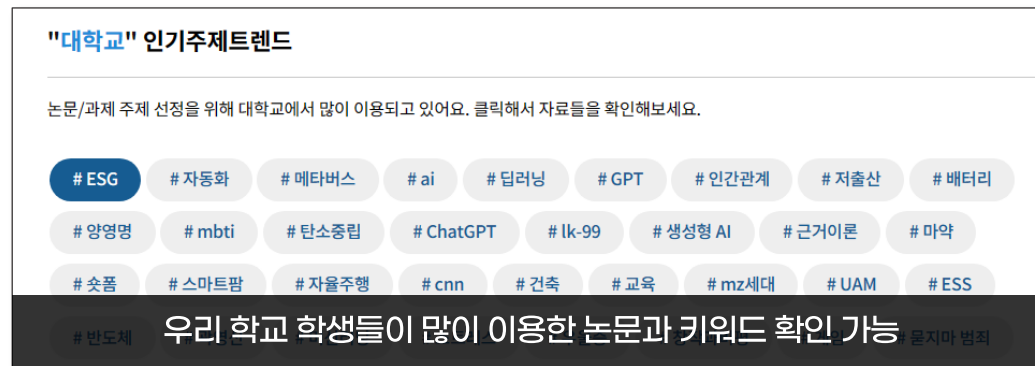 "대학교" 인기주제트렌드
논문/과제 주제 선정을 위해 대학교에서 많이 이용되고 있어요. 클릭해서 자료들을 확인해보세요.
# ESG # 자동화 # 메타버스 # ai # 딥러닝 # GPT # 인간관계 # 저출산 # 배터리
# 양영명 # mbti # 탄소중립 # ChatGPT # lk-99 # 생성형 AI # 근거이론 # 마약
# 숏폼 # 스마트팜 # 자율주행 # cnn # 건축 # 교육 # mz세대 # UAM # ESS
# 반도체 # 묻지마 범죄
우리 학교 학생들이 많이 이용한 논문과 키워드 확인 가능